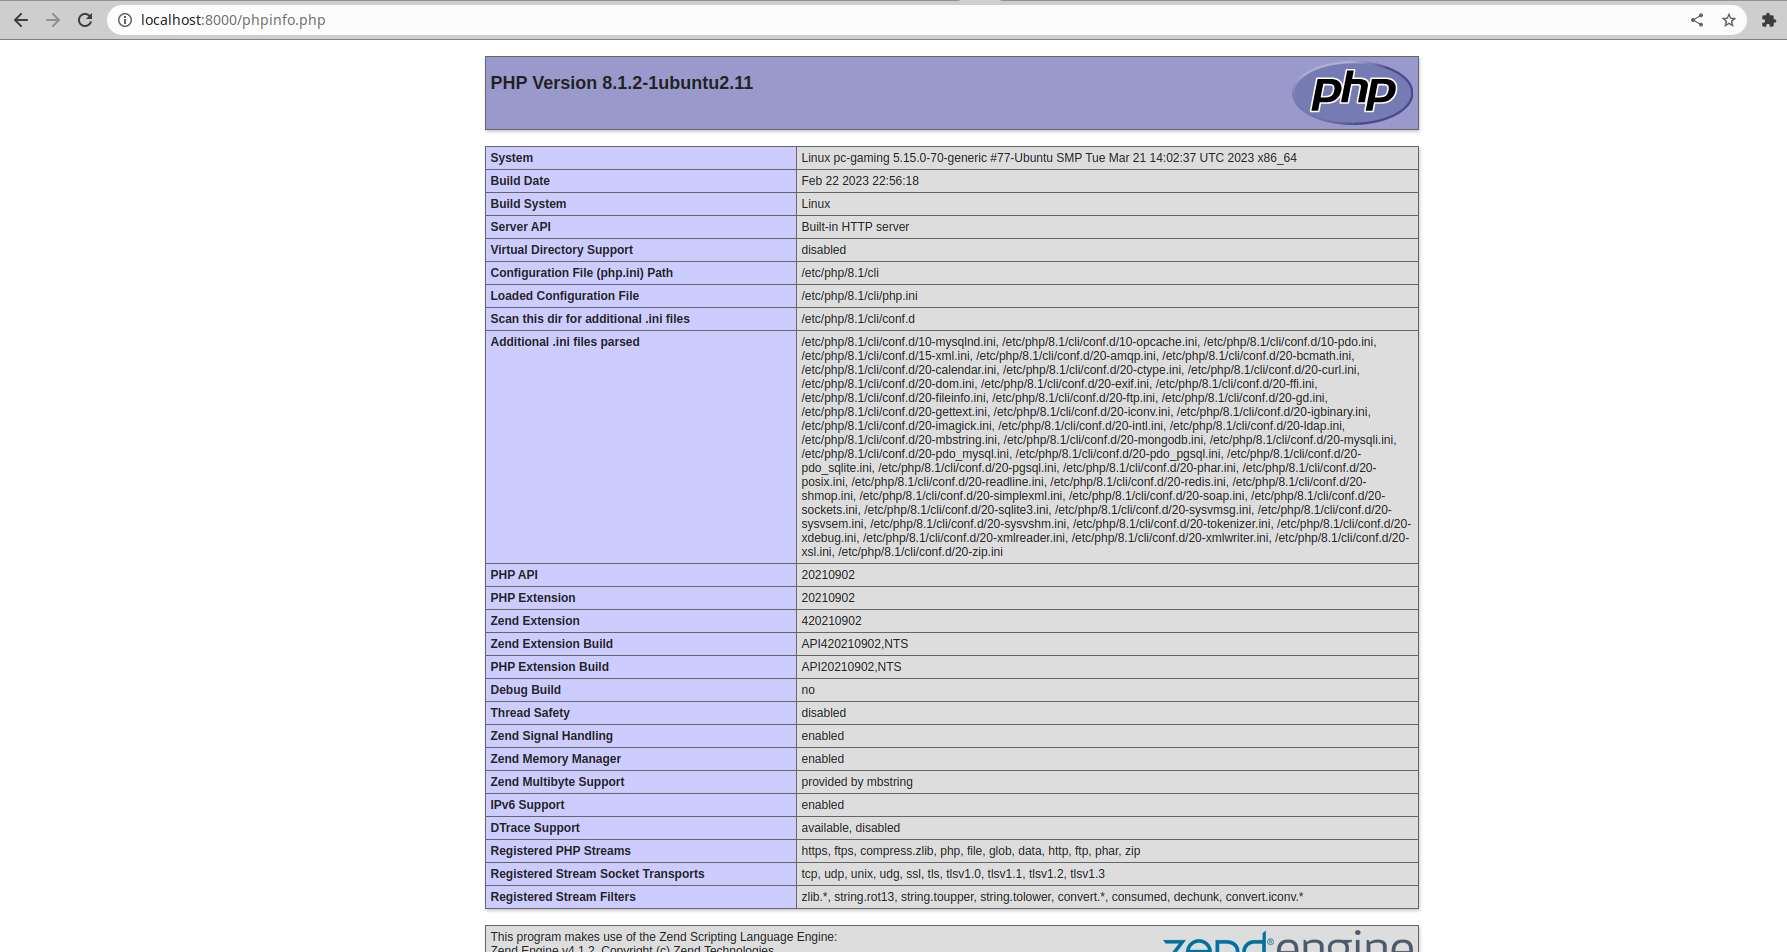 localhost:8000/phpinfo.php
PHP Version 8.1.2-1ubuntu2.11
php
System Linux pc-gaming 5.15.0-70-generic #77-Ubuntu SMP Tue Mar 21 14:02:37 UTC 2023 x86_64
Build Date Feb 22 2023 22:56:18
Build System Linux
Server API Built-in HTTP server
Virtual Directory Support disabled
Configuration File (php.ini) Path /etc/php/8.1/cli
Loaded Configuration File /etc/php/8.1/cli/php.ini
Scan this dir for additional .ini files /etc/php/8.1/cli/conf.d
Additional .ini files parsed /etc/php/8.1/cli/conf.d/10-mysqlnd.ini, /etc/php/8.1/cli/conf.d/10-opcache.ini, /etc/php/8.1/cli/conf.d/10-pdo.ini,
/etc/php/8.1/cli/conf.d/15-xml.ini, /etc/php/8.1/cli/conf.d/20-amqp.ini, /etc/php/8.1/cli/conf.d/20-bcmath.ini,
/etc/php/8.1/cli/conf.d/20-calendar.ini, /etc/php/8.1/cli/conf.d/20-ctype.ini, /etc/php/8.1/cli/conf.d/20-curl.ini,
/etc/php/8.1/cli/conf.d/20-dom.ini, /etc/php/8.1/cli/conf.d/20-exif.ini, /etc/php/8.1/cli/conf.d/20-ffi.ini,
/etc/php/8.1/cli/conf.d/20-fileinfo.ini, /etc/php/8.1/cli/conf.d/20-ftp.ini, /etc/php/8.1/cli/conf.d/20-gd.ini,
/etc/php/8.1/cli/conf.d/20-gettext.ini, /etc/php/8.1/cli/conf.d/20-iconv.ini, /etc/php/8.1/cli/conf.d/20-igbinary.ini,
/etc/php/8.1/cli/conf.d/20-imagick.ini, /etc/php/8.1/cli/conf.d/20-intl.ini, /etc/php/8.1/cli/conf.d/20-ldap.ini,
/etc/php/8.1/cli/conf.d/20-mbstring.ini, /etc/php/8.1/cli/conf.d/20-mongodb.ini, /etc/php/8.1/cli/conf.d/20-mysqli.ini,
/etc/php/8.1/cli/conf.d/20-pdo_mysql.ini, /etc/php/8.1/cli/conf.d/20-pdo_pgsql.ini, /etc/php/8.1/cli/conf.d/20-
pdo_sqlite.ini, /etc/php/8.1/cli/conf.d/20-pgsql.ini, /etc/php/8.1/cli/conf.d/20-phar.ini, /etc/php/8.1/cli/conf.d/20-
posix.ini, /etc/php/8.1/cli/conf.d/20-readline.ini, /etc/php/8.1/cli/conf.d/20-redis.ini, /etc/php/8.1/cli/conf.d/20-
shmop.ini, /etc/php/8.1/cli/conf.d/20-simplexml.ini, /etc/php/8.1/cli/conf.d/20-soap.ini, /etc/php/8.1/cli/conf.d/20-
sockets.ini, /etc/php/8.1/cli/conf.d/20-sqlite3.ini, /etc/php/8.1/cli/conf.d/20-sysvmsg.ini, /etc/php/8.1/cli/conf.d/20-
sysvsem.ini, /etc/php/8.1/cli/conf.d/20-sysvshm.ini, /etc/php/8.1/cli/conf.d/20-tokenizer.ini, /etc/php/8.1/cli/conf.d/20-
xdebug.ini, /etc/php/8.1/cli/conf.d/20-xmlreader.ini, /etc/php/8.1/cli/conf.d/20-xmlwriter.ini, /etc/php/8.1/cli/conf.d/20-
xsl.ini, /etc/php/8.1/cli/conf.d/20-zip.ini
PHP API 20210902
PHP Extension 20210902
Zend Extension 420210902
Zend Extension Build API420210902,NTS
PHP Extension Build API20210902,NTS
Debug Build no
Thread Safety disabled
Zend Signal Handling enabled
Zend Memory Manager enabled
Zend Multibyte Support provided by mbstring
IPv6 Support enabled
DTrace Support available, disabled
Registered PHP Streams https, ftps, compress.zlib, php, file, glob, data, http, ftp, phar, zip
Registered Stream Socket Transports tcp, udp, unix, udg, ssl, tls, tlsv1.0, tlsv1.1, tlsv1.2, tlsv1.3
Registered Stream Filters zlib.*, string.rot13, string.toupper, string.tolower, convert.*, consumed, dechunk, convert.iconv.*
This program makes use of the Zend Scripting Language Engine:
Zend Engine v4.1.2, Copyright (c) Zend Technologies
zend®engine